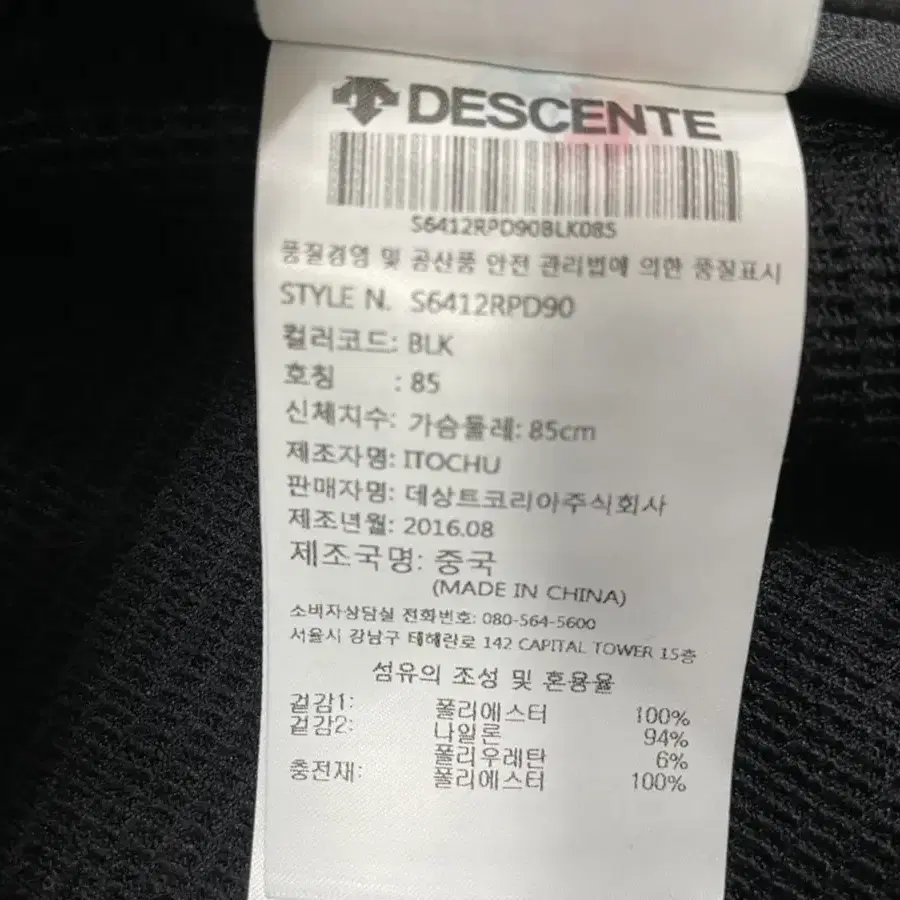 DESCENTE
S6412RPD90BLK085
품질경영 및 공산품 안전 관리법에 의한 품질표시
STYLE N. S6412RPD90
컬러코드: BLK
호칭 : 85
신체치수: 가슴둘레: 85cm
제조자명: ITOCHU
판매자명: 데상트코리아주식회사
제조년월: 2016.08
제조국명: 중국
(MADE IN CHINA)
소비자상담실 전화번호: 080-564-5600
서울시 강남구 테헤란로 142 CAPITAL TOWER 15층
섬유의 조성 및 혼용율
겉감1: 폴리에스터 100%
겉감2: 나일론 94%
폴리우레탄 6%
충전재: 폴리에스터 100%